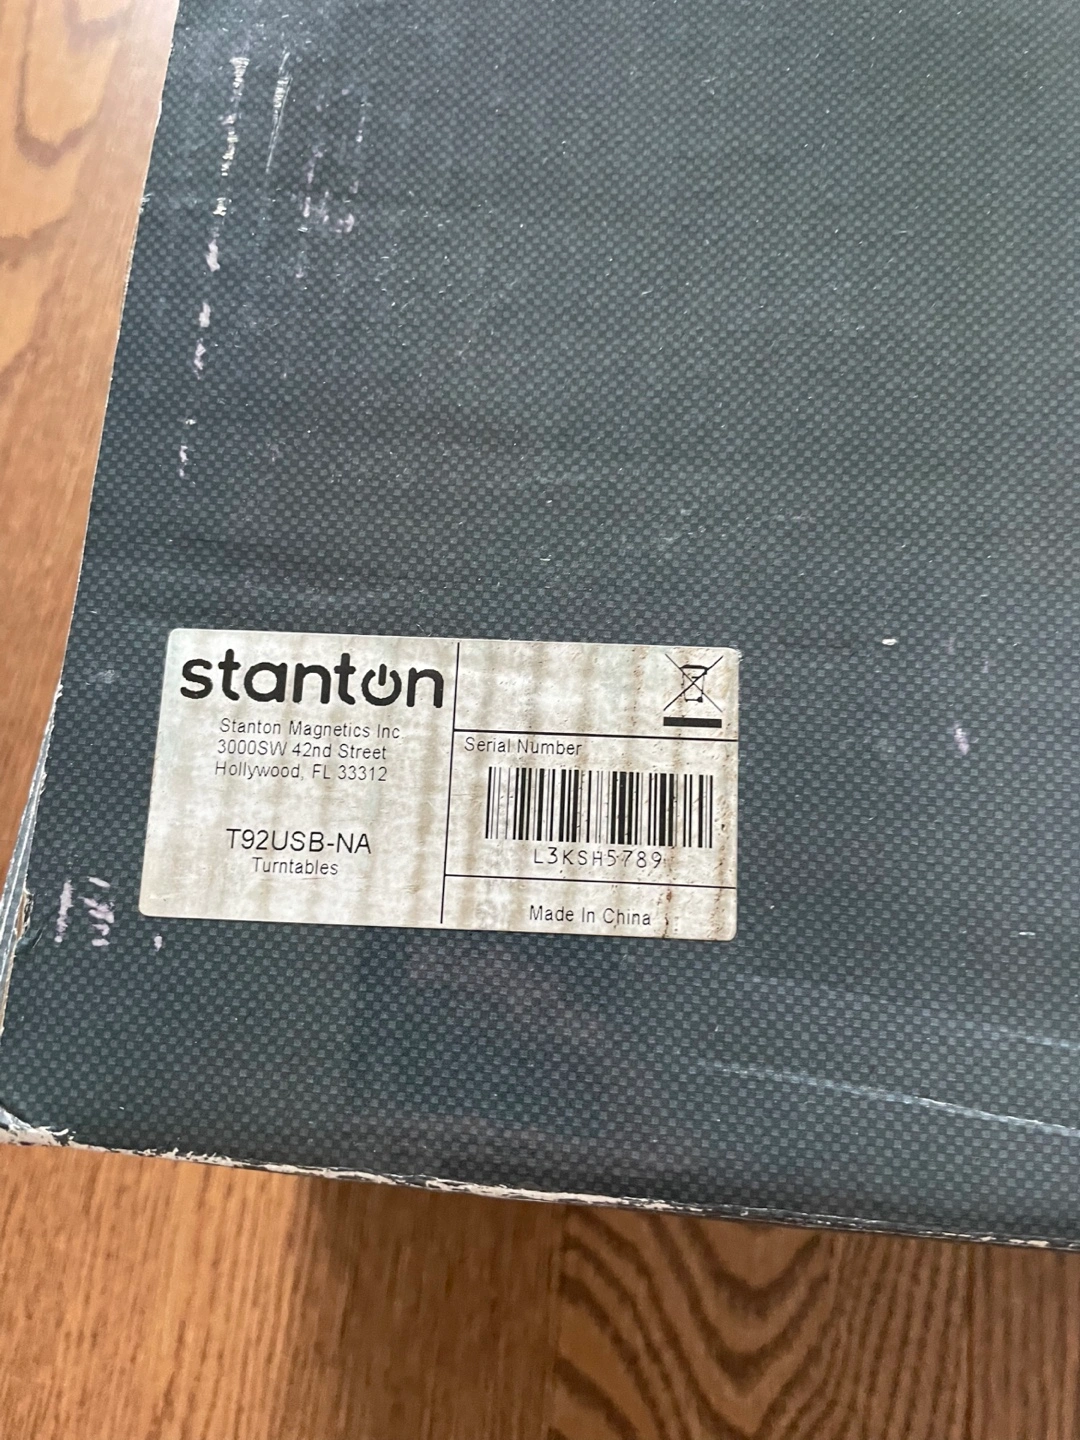 stanton
Stanton Magnetics Inc
3000SW 42nd Street
Hollywood, FL 33312
T92USB-NA
Turntables
Serial Number
L3KSH5789
Made In China